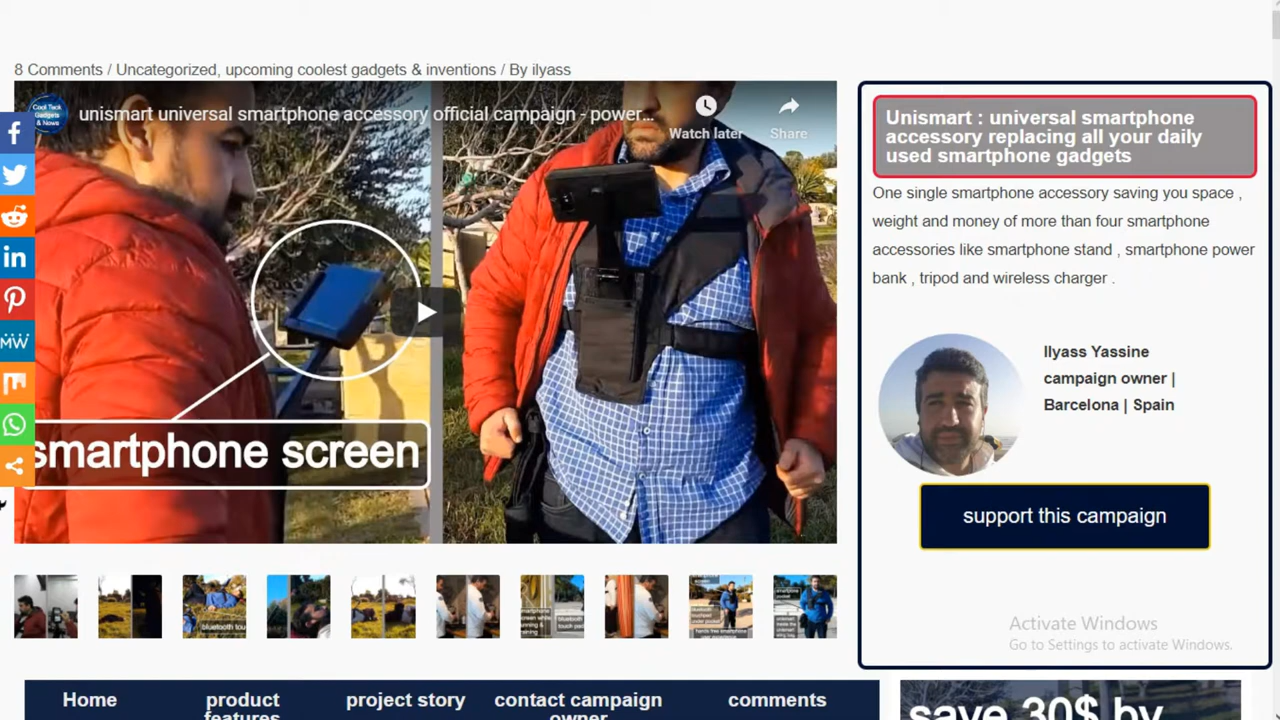 8 Comments / Uncategorized, upcoming coolest gadgets & inventions / By ilyass
Cool Teck
Gadgets
& News
unismart universal smartphone accessory official campaign - power...
Watch later
Share
smartphone screen
Unismart : universal smartphone
accessory replacing all your daily
used smartphone gadgets
One single smartphone accessory saving you space ,
weight and money of more than four smartphone
accessories like smartphone stand , smartphone power
bank , tripod and wireless charger .
Ilyass Yassine
campaign owner |
Barcelona | Spain
support this campaign
Activate Windows
Go to Settings to activate Windows.
Home
product
features
project story
contact campaign
owner
comments
save 30$ by